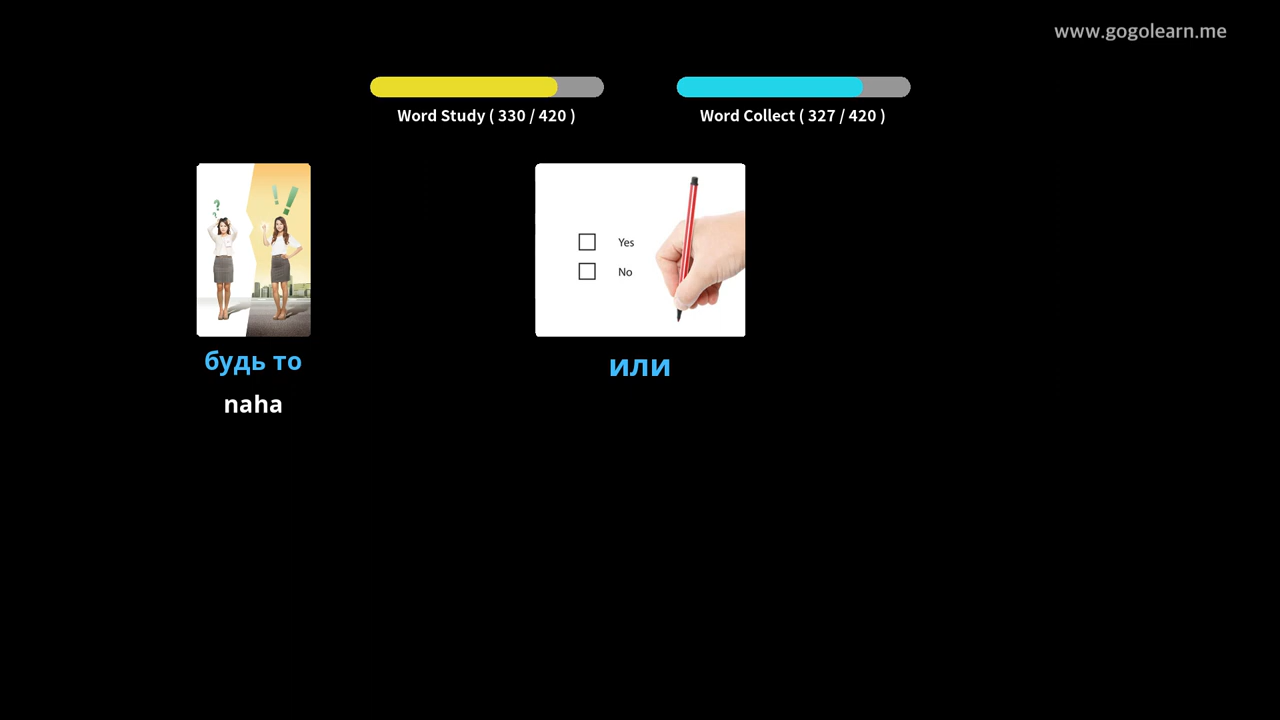 www.gogolearn.me
Word Study ( 330 / 420 )
Word Collect ( 327 / 420 )
Yes
No
будь то
или
naha